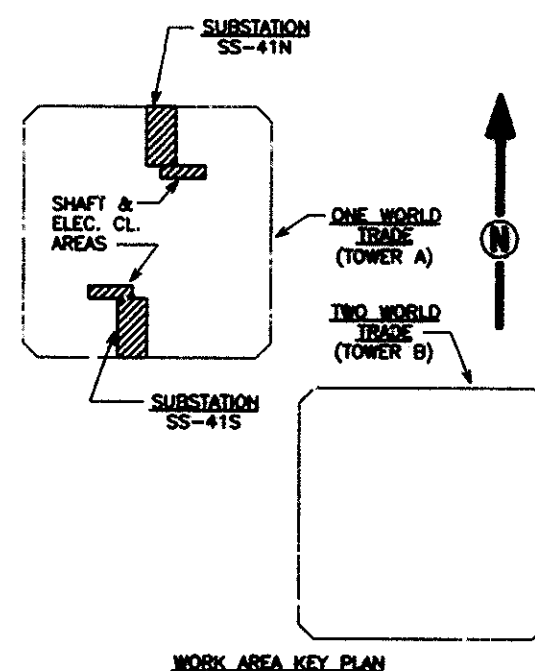 SUBSTATION
SS-41N
SHAFT &
ELEC. CL.
AREAS
ONE WORLD
TRADE
(TOWER A)
N
TWO WORLD
TRADE
(TOWER B)
SUBSTATION
SS-41S
WORK AREA KEY PLAN